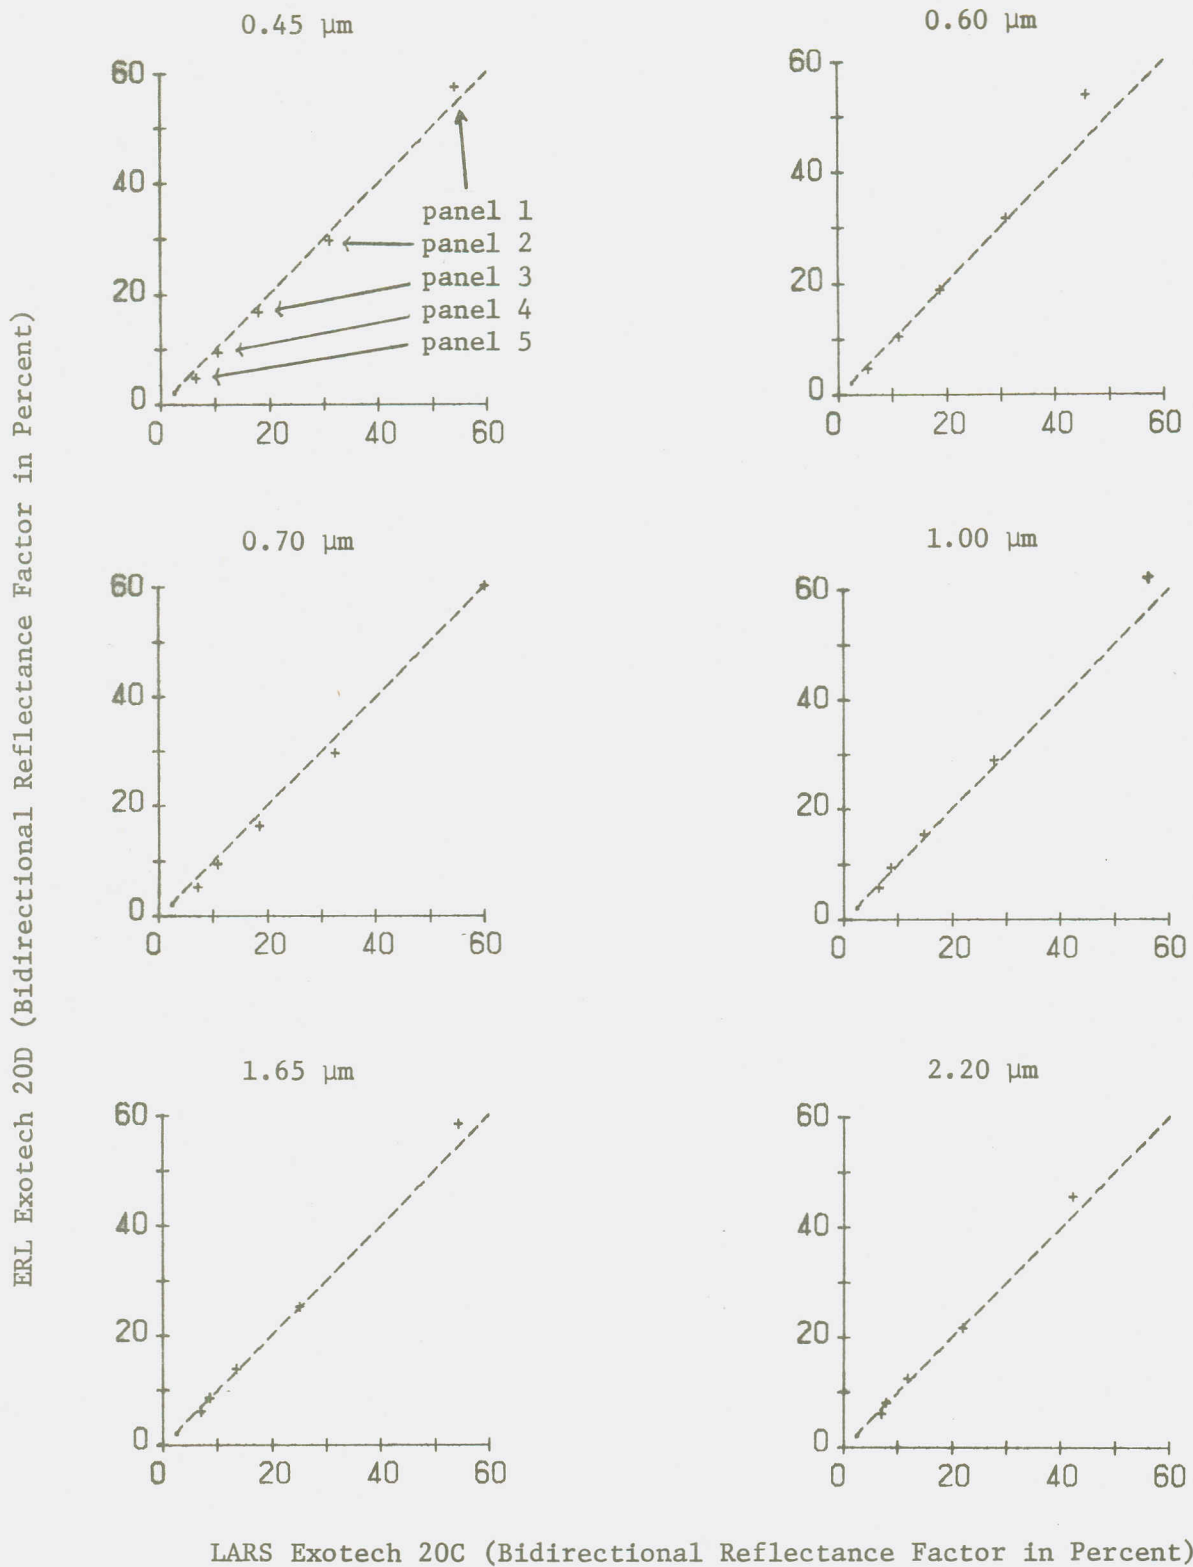 0.45 µm
60
40
20
0
0 20 40 60
panel 1
panel 2
panel 3
panel 4
panel 5
0.60 µm
60
40
20
0
0 20 40 60
0.70 µm
60
40
20
0
0 20 40 60
1.00 µm
60
40
20
0
0 20 40 60
1.65 µm
60
40
20
0
0 20 40 60
2.20 µm
60
40
20
0
0 20 40 60
ERL Exotech 20D (Bidirectional Reflectance Factor in Percent)
LARS Exotech 20C (Bidirectional Reflectance Factor in Percent)